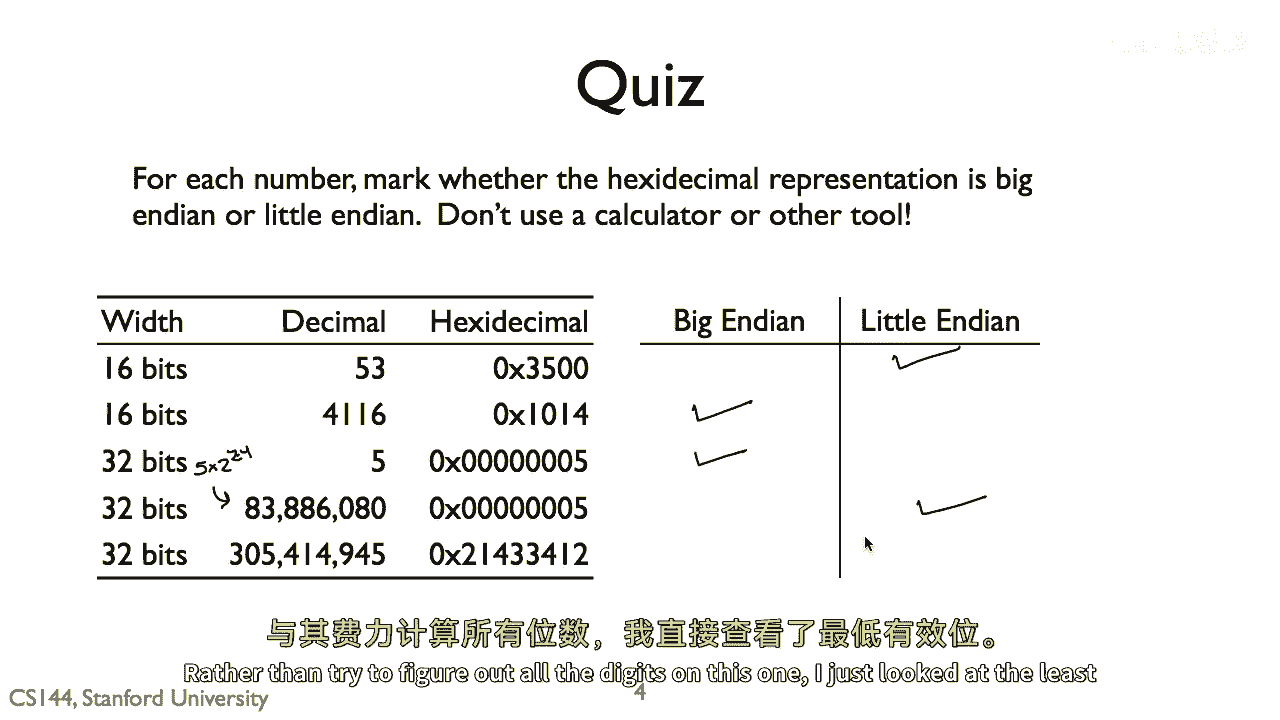 Quiz
For each number, mark whether the hexidecimal representation is big
endian or little endian. Don't use a calculator or other tool!
Width Decimal Hexidecimal Big Endian Little Endian
16 bits 53 0x3500
16 bits 4116 0x1014
32 bits 5x2^24 5 0x00000005
32 bits 83,886,080 0x00000005
32 bits 305,414,945 0x21433412
与其费力计算所有位数，我直接查看了最低有效位。
Rather than try to figure out all the digits on this one, I just looked at the least
CS144, Stanford University 4